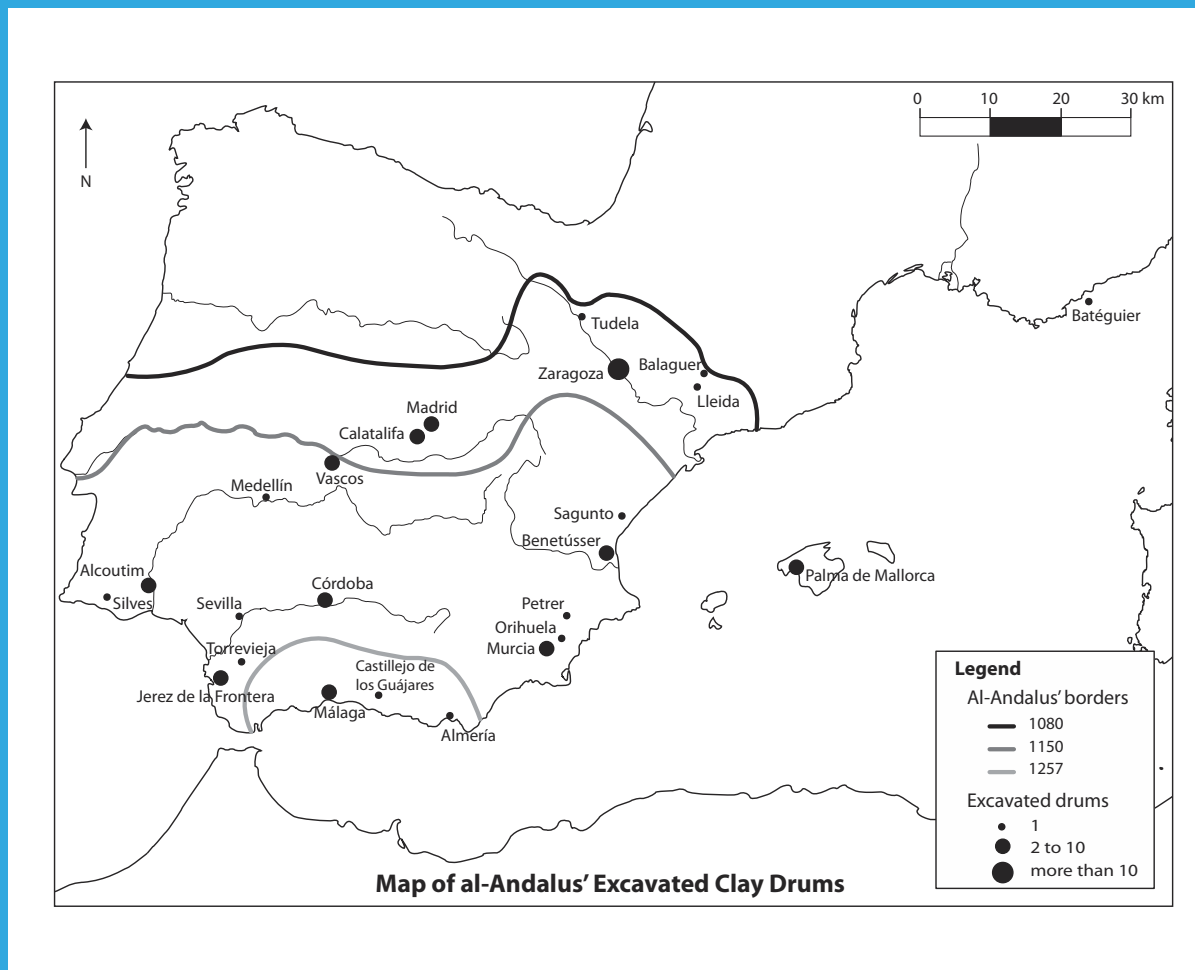 0 10 20 30 km
N
Tudela
Batéguier
Zaragoza
Balaguer
Lleida
Madrid
Calatalifa
Vascos
Medellín
Sagunto
Benetússer
Palma de Mallorca
Alcoutim
Silves
Sevilla
Córdoba
Petrer
Orihuela
Murcia
Torrevieja
Castillejo de
los Guájares
Jerez de la Frontera
Málaga
Almería
Legend
Al-Andalus’ borders
1080
1150
1257
Excavated drums
1
2 to 10
more than 10
Map of al-Andalus’ Excavated Clay Drums